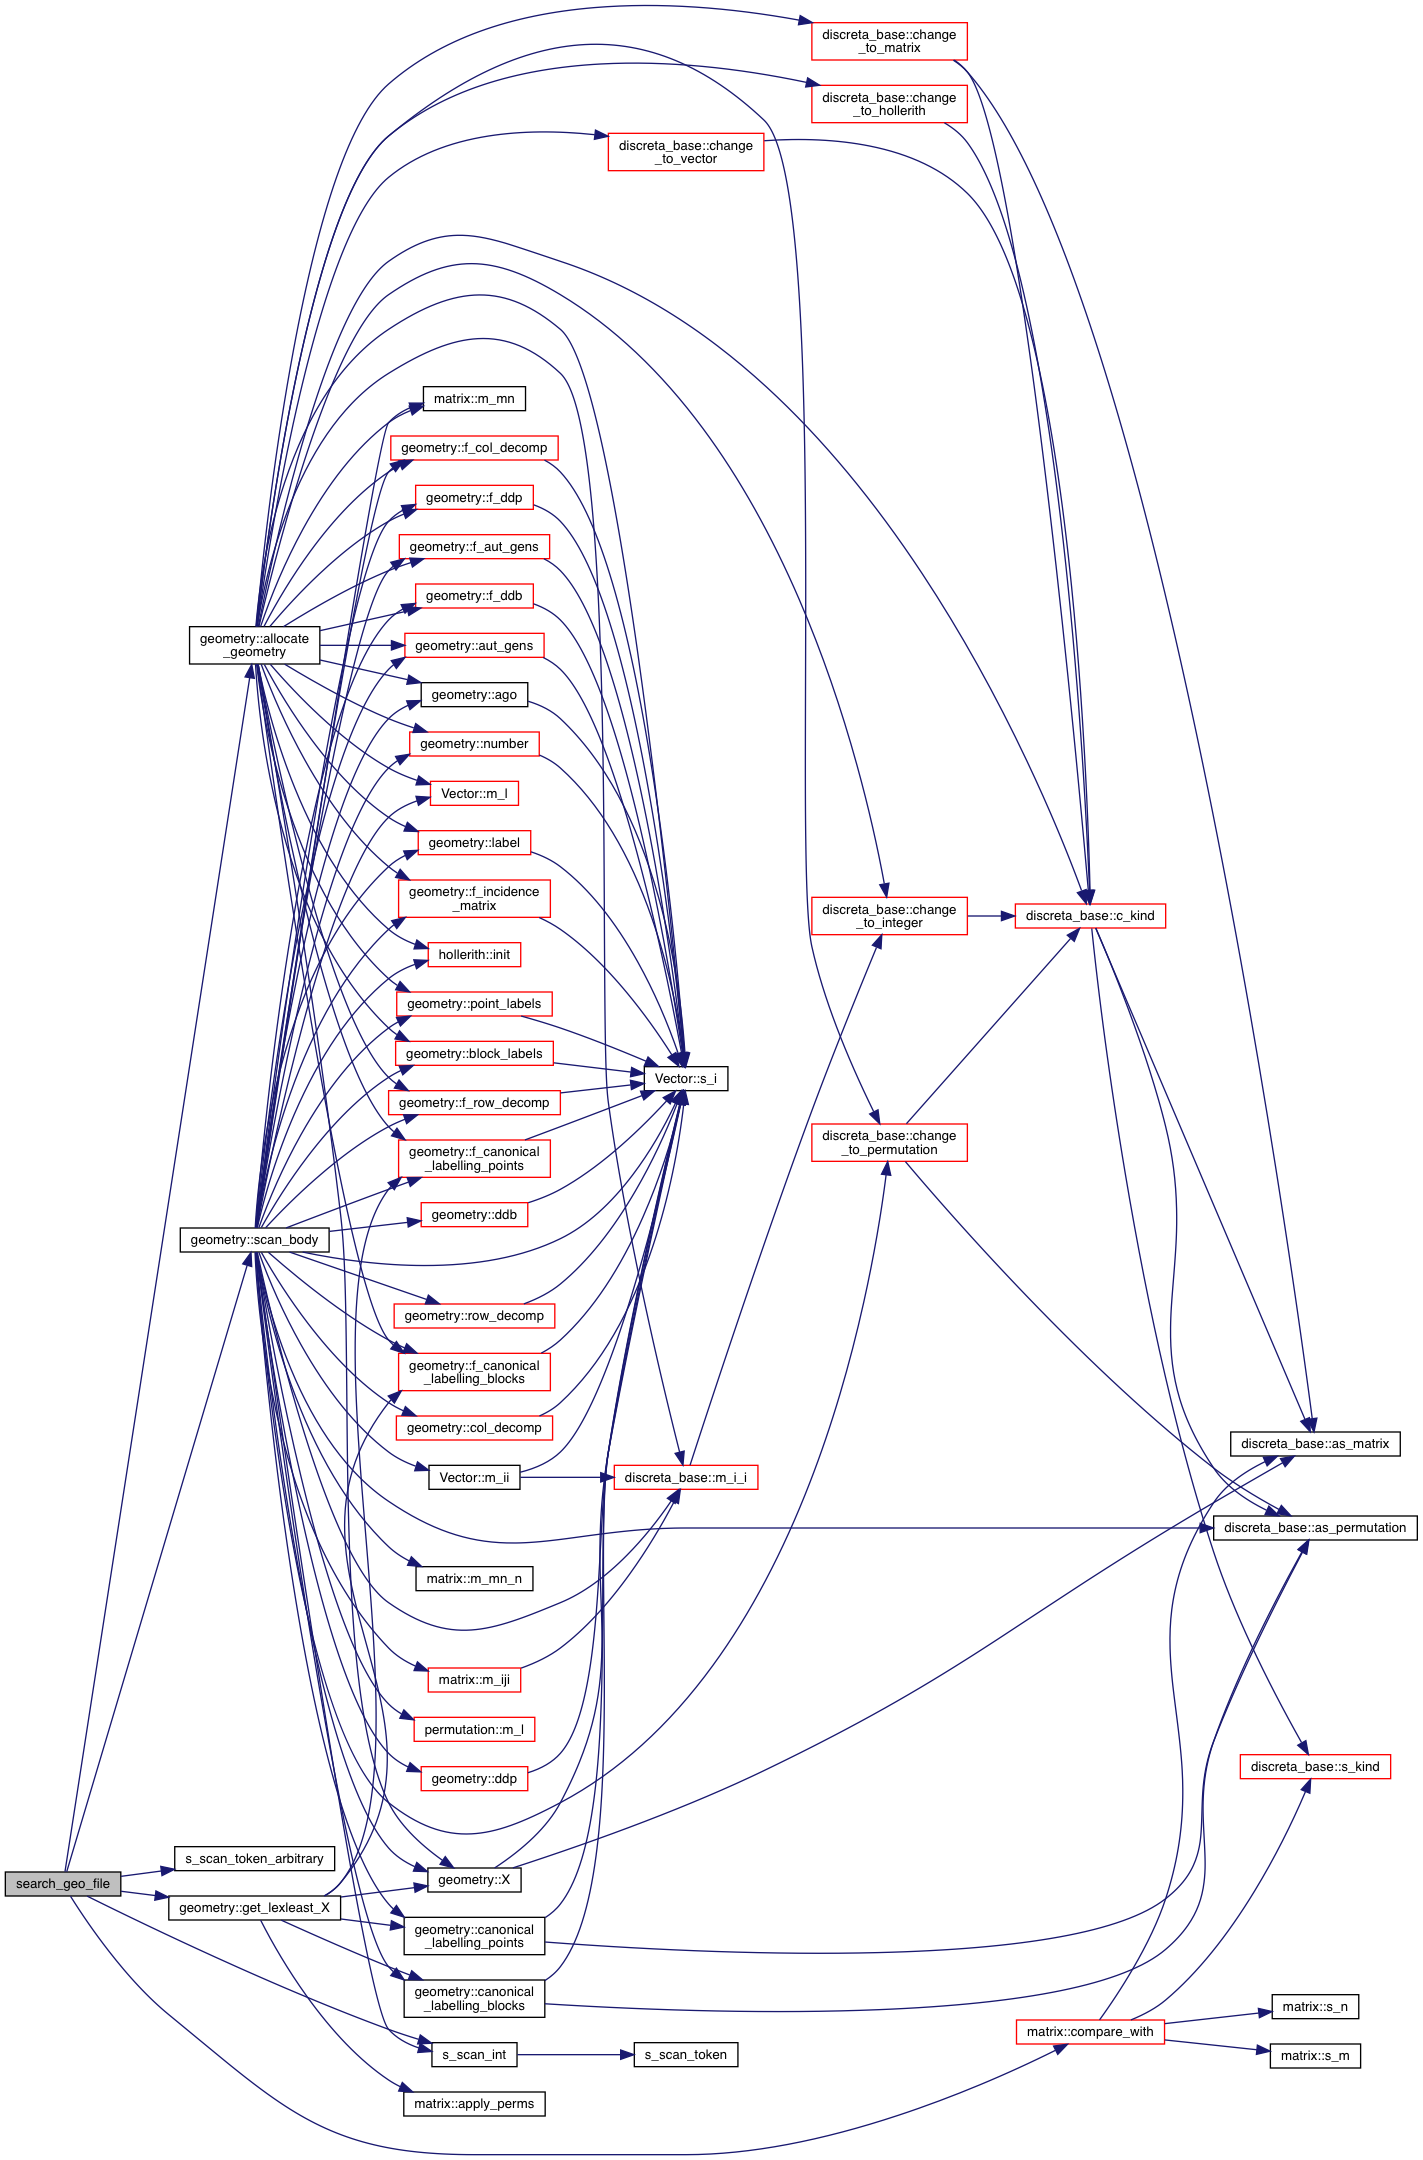 discreta_base::change
_to_matrix
discreta_base::change
_to_hollerith
discreta_base::change
_to_vector
matrix::m_mn
geometry::f_col_decomp
geometry::f_ddp
geometry::f_aut_gens
geometry::f_ddb
geometry::allocate
_geometry
geometry::aut_gens
geometry::ago
geometry::number
Vector::m_l
geometry::label
geometry::f_incidence
_matrix
discreta_base::change
_to_integer
discreta_base::c_kind
hollerith::init
geometry::point_labels
geometry::block_labels
Vector::s_i
geometry::f_row_decomp
discreta_base::change
_to_permutation
geometry::f_canonical
_labelling_points
geometry::ddb
geometry::scan_body
geometry::row_decomp
geometry::f_canonical
_labelling_blocks
geometry::col_decomp
discreta_base::as_matrix
Vector::m_ii
discreta_base::m_i_i
discreta_base::as_permutation
matrix::m_mn_n
matrix::m_iji
permutation::m_l
geometry::ddp
discreta_base::s_kind
s_scan_token_arbitrary
search_geo_file
geometry::X
geometry::get_lexleast_X
geometry::canonical
_labelling_points
geometry::canonical
_labelling_blocks
matrix::s_n
matrix::compare_with
s_scan_int
s_scan_token
matrix::s_m
matrix::apply_perms